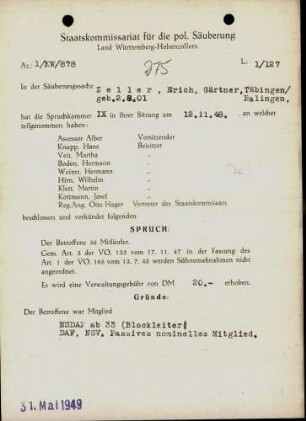 Staatskommissariat für die pol. Säuberung
Land Württemberg-Hohenzollern
Az: 1/KW/878
L: 1/127
315
In der Säuberungssache Z e l l e r , Erich, Gärtner, Täbingen/
geb.2.8.01 Balingen,
hat die Spruchkammer IX in ihrer Sitzung am 12.11.48. an welcher
teilgenommen haben:
Assessor Alber Vorsitzender
Knapp, Hans Beisitzer
Veit, Martha "
Boden, Hermann "
Weimer, Hermann "
Hirn, Wilhelm "
Klett, Martin "
Kottmann, Josef "
Reg.Ang. Otto Hager Vertreter des Staatskommissars
beschlossen und verkündet folgenden
SPRUCH:
Der Betroffene ist Mitläufer.
Gem. Art. 3 der VO. 133 vom 17. 11. 47 in der Fassung des
Art. 1 der VO. 165 vom 13. 7. 48 werden Sühnemaßnahmen nicht
angeordnet.
Es wird eine Verwaltungsgebühr von DM 20.- erhoben.
Gründe:
Der Betroffene war Mitglied
NSDAP ab 33 (Blockleiter)
DAF, NSV. Passives nominelles Mitglied.
31. Mai 1949